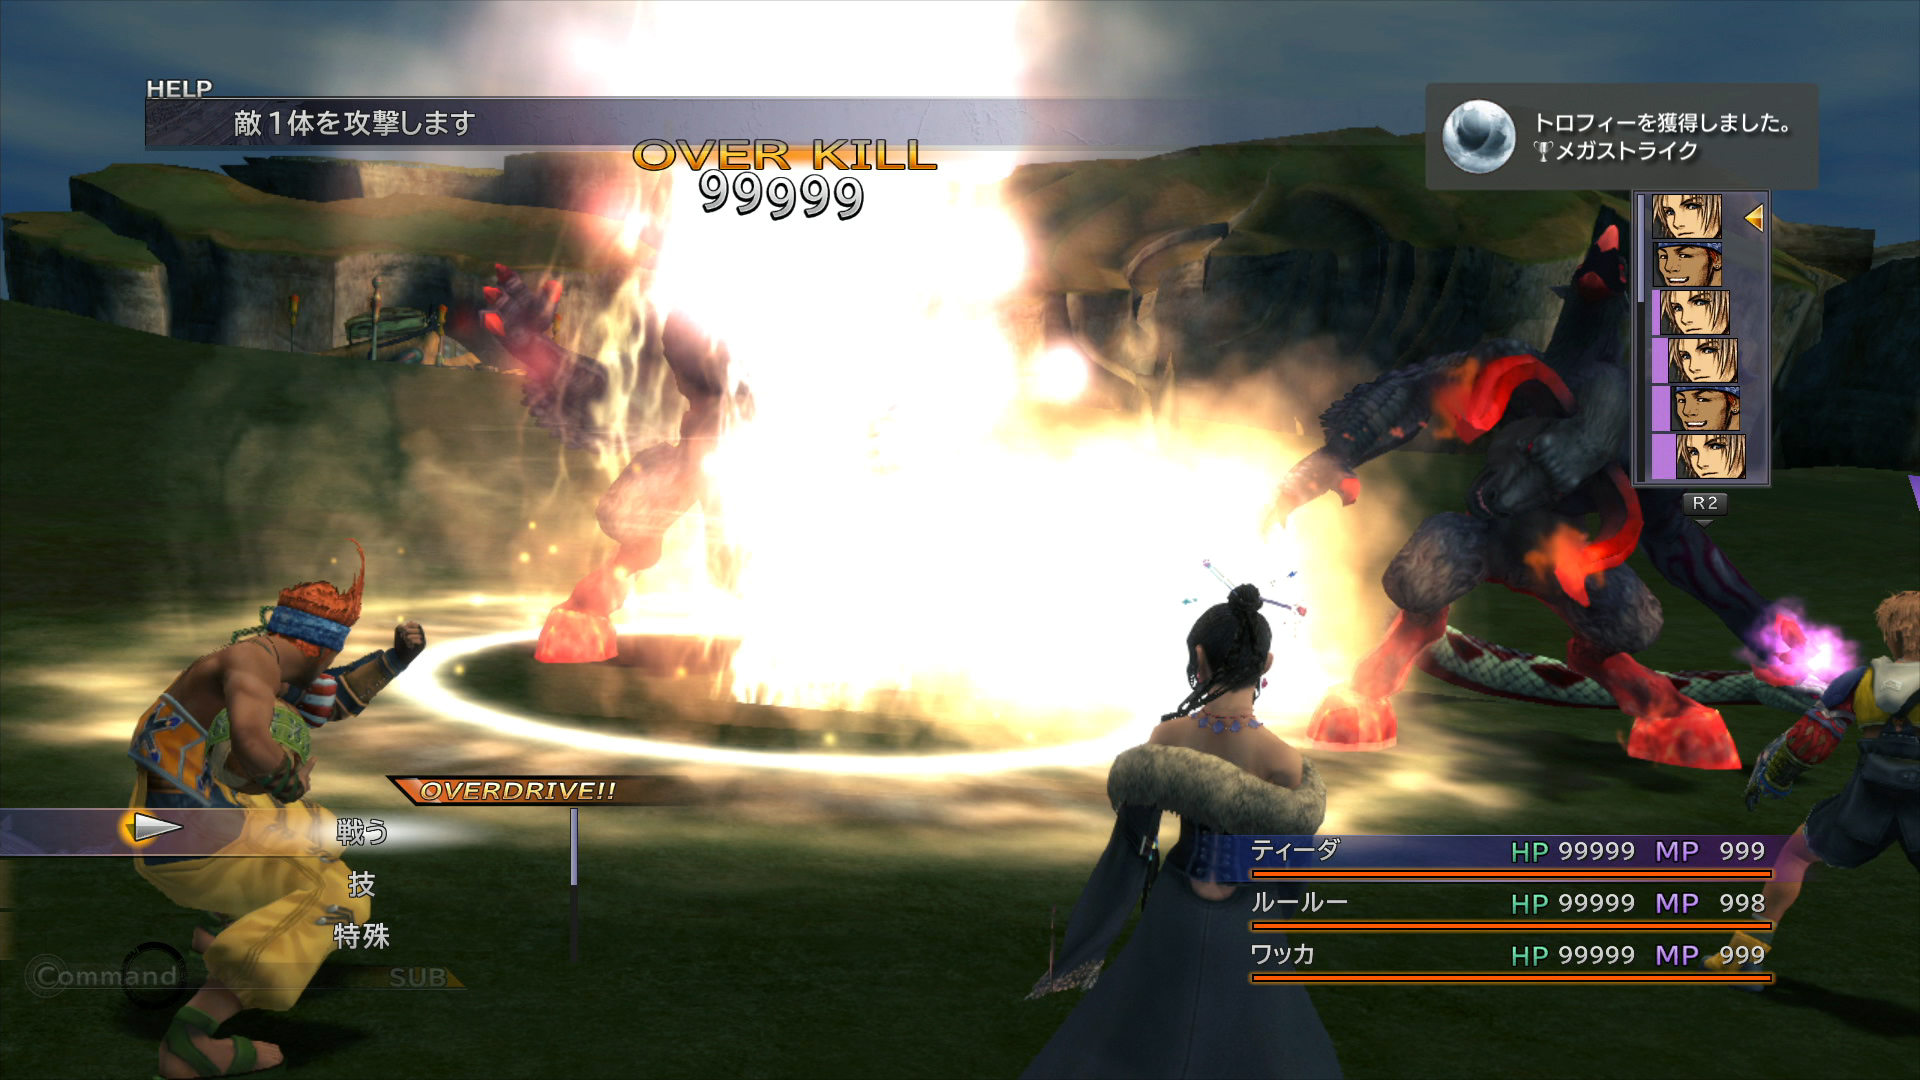 HELP
敵1体を攻撃します
OVER KILL
99999
トロフィーを獲得しました。
メガストライク
R2
OVERDRIVE!!
戦う
技
特殊
Command
SUB
ティーダ HP 99999 MP 999
ルールー HP 99999 MP 998
ワッカ HP 99999 MP 999